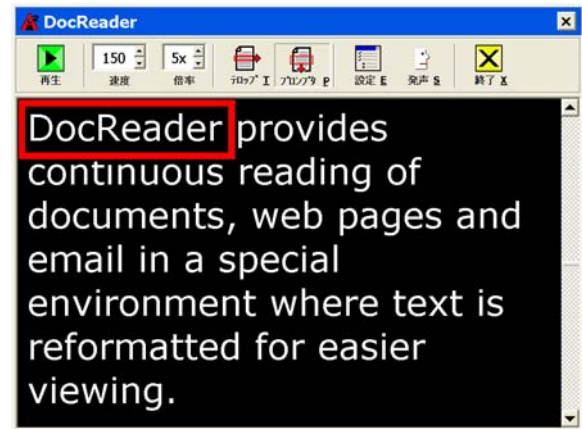 DocReader
150 5x
再生 速度 倍率 ﾃﾛｯﾌﾟ T ﾌﾟﾛﾝﾌﾟﾀ P 設定 E 発声 S 終了 X
DocReader provides
continuous reading of
documents, web pages and
email in a special
environment where text is
reformatted for easier
viewing.